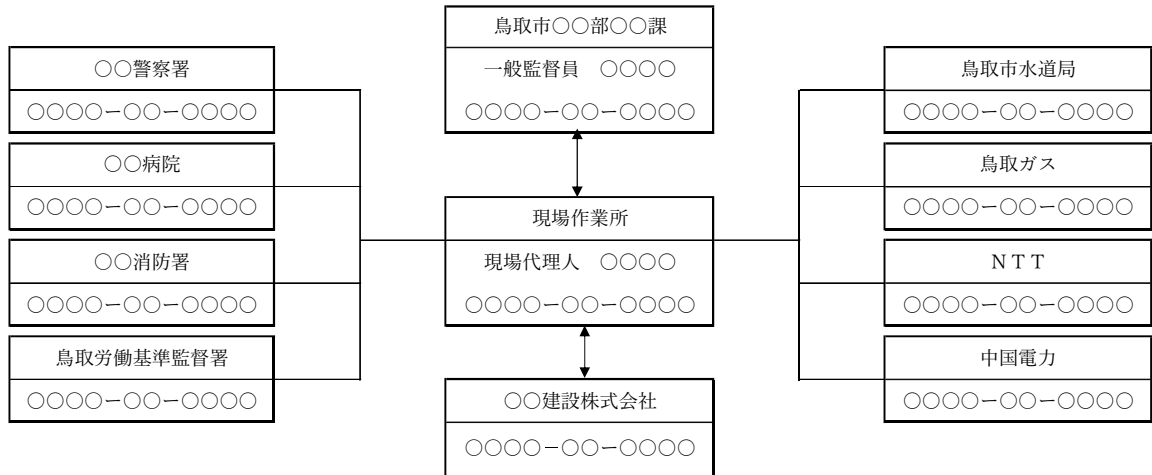 ○○警察署
○○○○−○○−○○○○
○○病院
○○○○−○○−○○○○
○○消防署
○○○○−○○−○○○○
鳥取労働基準監督署
○○○○−○○−○○○○
鳥取市○○部○○課
一般監督員　○○○○
○○○○−○○−○○○○
現場作業所
現場代理人　○○○○
○○○○−○○−○○○○
○○建設株式会社
○○○○−○○−○○○○
鳥取市水道局
○○○○−○○−○○○○
鳥取ガス
○○○○−○○−○○○○
ＮＴＴ
○○○○−○○−○○○○
中国電力
○○○○−○○−○○○○